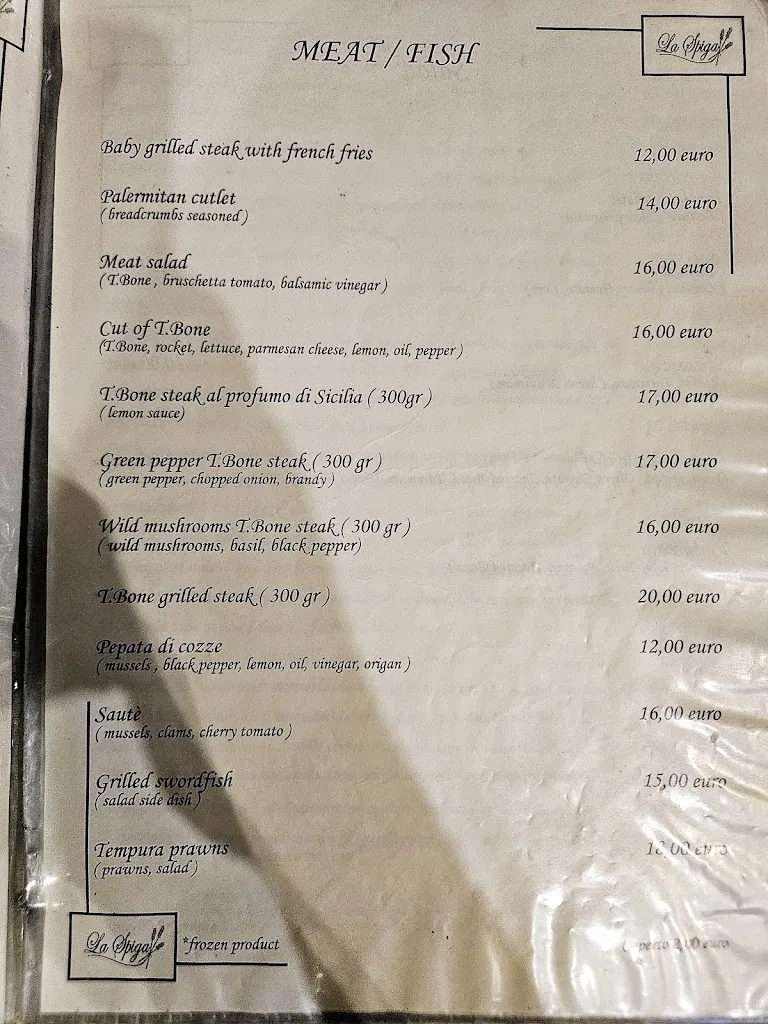 MEAT / FISH
La Spiga
Baby grilled steak with french fries 12,00 euro
Palermitan cutlet 14,00 euro
( breadcrumbs seasoned )
Meat salad 16,00 euro
( T.Bone , bruschetta tomato, balsamic vinegar )
Cut of T.Bone 16,00 euro
(T.Bone, rocket, lettuce, parmesan cheese, lemon, oil, pepper )
T.Bone steak al profumo di Sicilia ( 300gr ) 17,00 euro
( lemon sauce)
Green pepper T.Bone steak ( 300 gr ) 17,00 euro
( green pepper, chopped onion, brandy )
Wild mushrooms T.Bone steak ( 300 gr ) 16,00 euro
( wild mushrooms, basil, black pepper)
T.Bone grilled steak ( 300 gr ) 20,00 euro
Pepata di cozze 12,00 euro
( mussels , black pepper, lemon, oil, vinegar, origan )
Sautè 16,00 euro
( mussels, clams, cherry tomato )
Grilled swordfish 15,00 euro
( salad side dish )
Tempura prawns euro
( prawns, salad )
La Spiga
*frozen product 2,00 euro